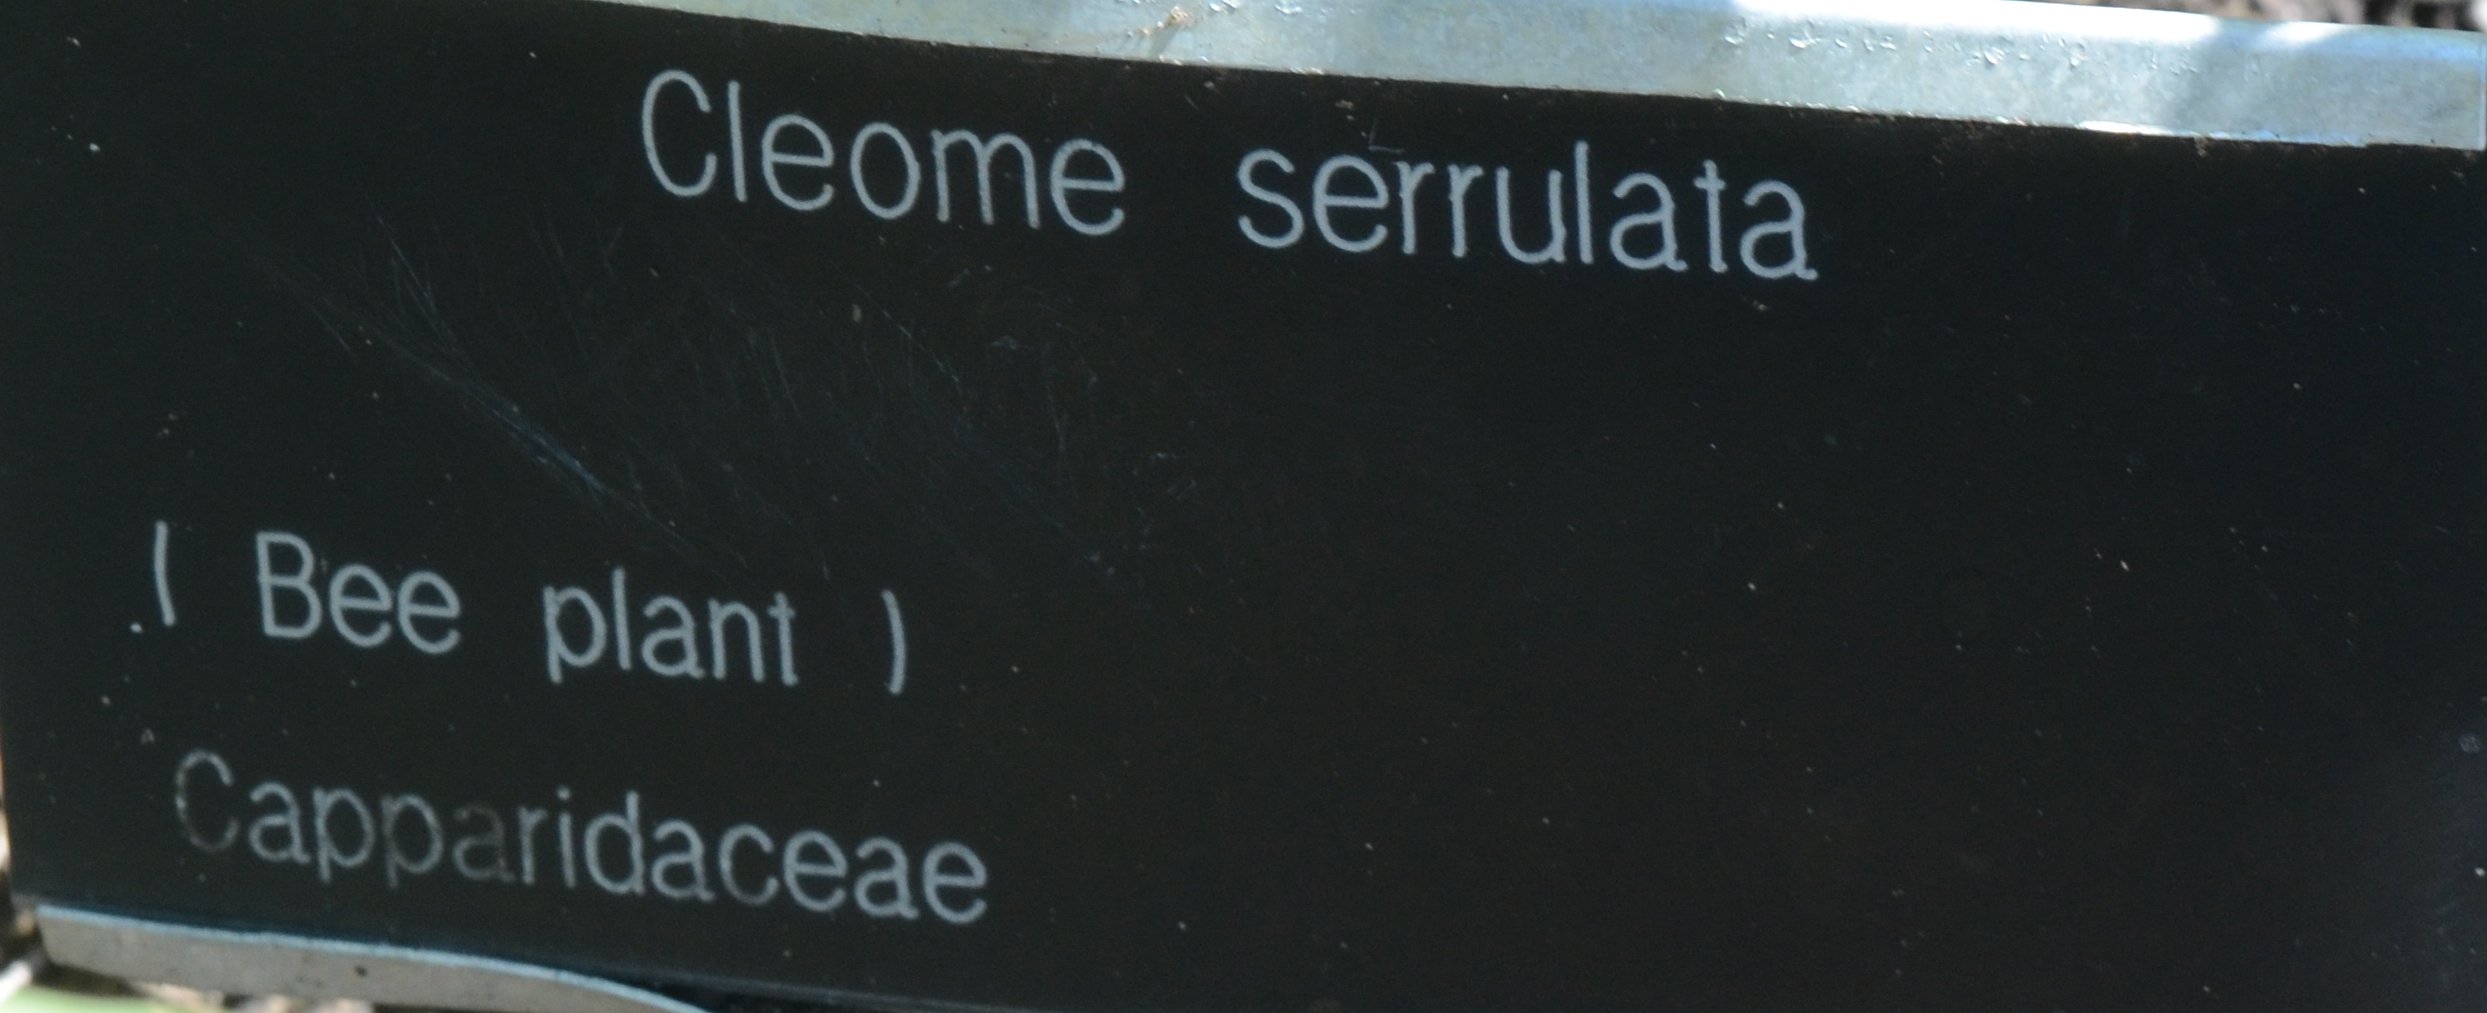 Cleome serrulata
( Bee plant )
Capparidaceae